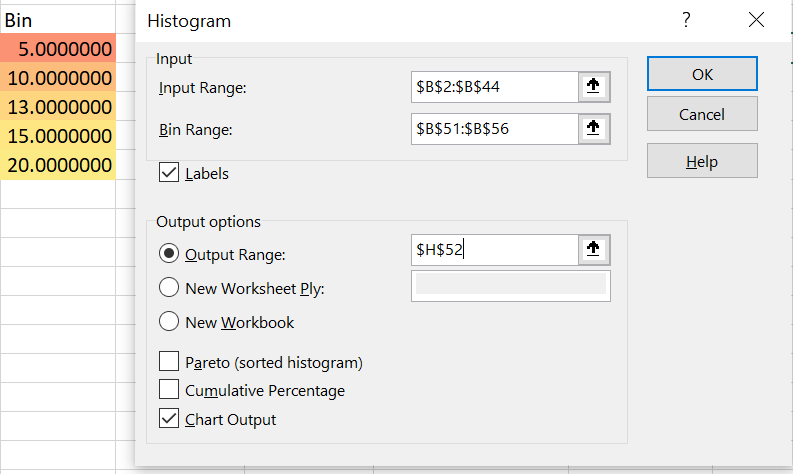 Bin
5.0000000
10.0000000
13.0000000
15.0000000
20.0000000
Histogram ?
Input
Input Range: $B$2:$B$44
Bin Range: $B$51:$B$56
Labels
OK
Cancel
Help
Output options
Output Range: $H$52
New Worksheet Ply:
New Workbook
Pareto (sorted histogram)
Cumulative Percentage
Chart Output